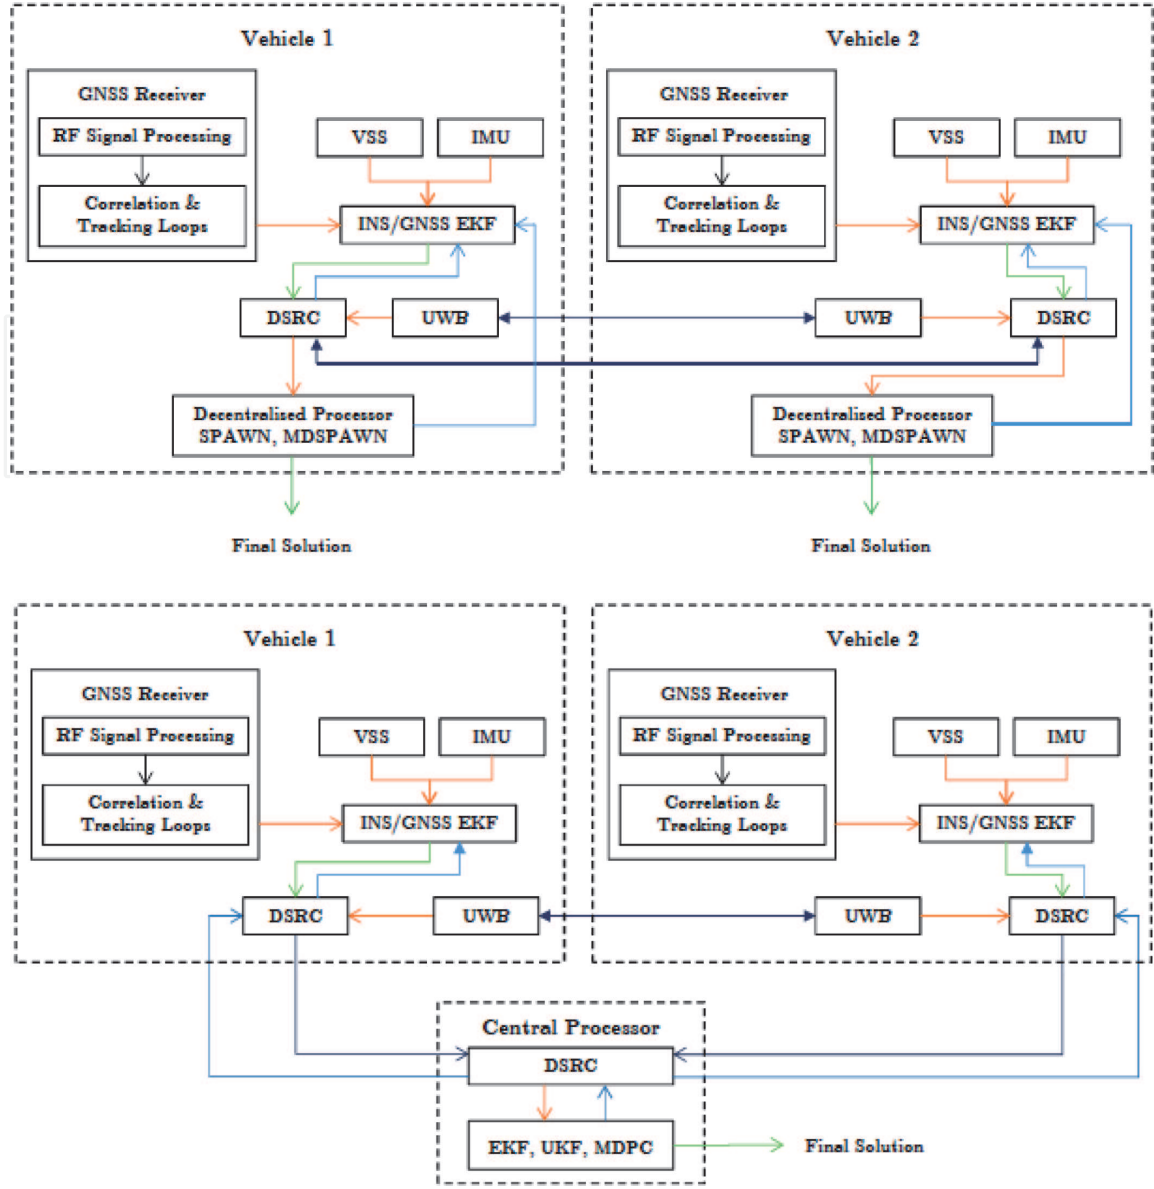 Vehicle 1
GNSS Receiver
RF Signal Processing
Correlation &
Tracking Loops
VSS
IMU
INS/GNSS EKF
DSRC
UWB
Decentralised Processor
SPAWN, MDSPAWN
Final Solution
Vehicle 2
GNSS Receiver
RF Signal Processing
Correlation &
Tracking Loops
VSS
IMU
INS/GNSS EKF
UWB
DSRC
Decentralised Processor
SPAWN, MDSPAWN
Final Solution
Vehicle 1
GNSS Receiver
RF Signal Processing
Correlation &
Tracking Loops
VSS
IMU
INS/GNSS EKF
DSRC
UWB
Vehicle 2
GNSS Receiver
RF Signal Processing
Correlation &
Tracking Loops
VSS
IMU
INS/GNSS EKF
UWB
DSRC
Central Processor
DSRC
EKF, UKF, MDPC
Final Solution